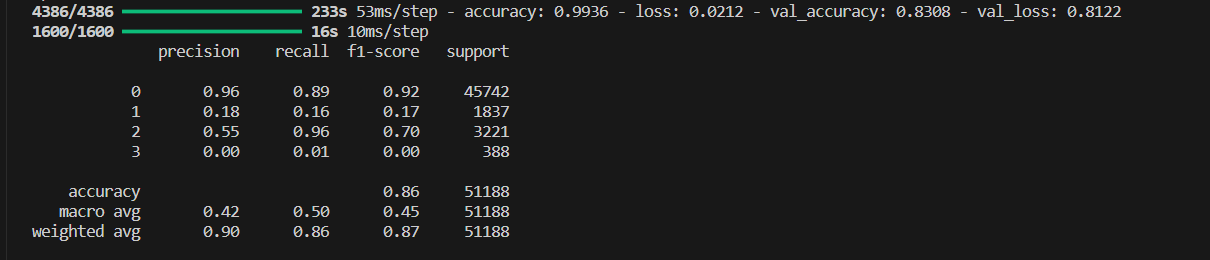 4386/4386 ━━━━━━━━━━━━━━━━━━━━ 233s 53ms/step - accuracy: 0.9936 - loss: 0.0212 - val_accuracy: 0.8308 - val_loss: 0.8122
1600/1600 ━━━━━━━━━━━━━━━━━━━━ 16s 10ms/step
precision recall f1-score support
0 0.96 0.89 0.92 45742
1 0.18 0.16 0.17 1837
2 0.55 0.96 0.70 3221
3 0.00 0.01 0.00 388
accuracy 0.86 51188
macro avg 0.42 0.50 0.45 51188
weighted avg 0.90 0.86 0.87 51188